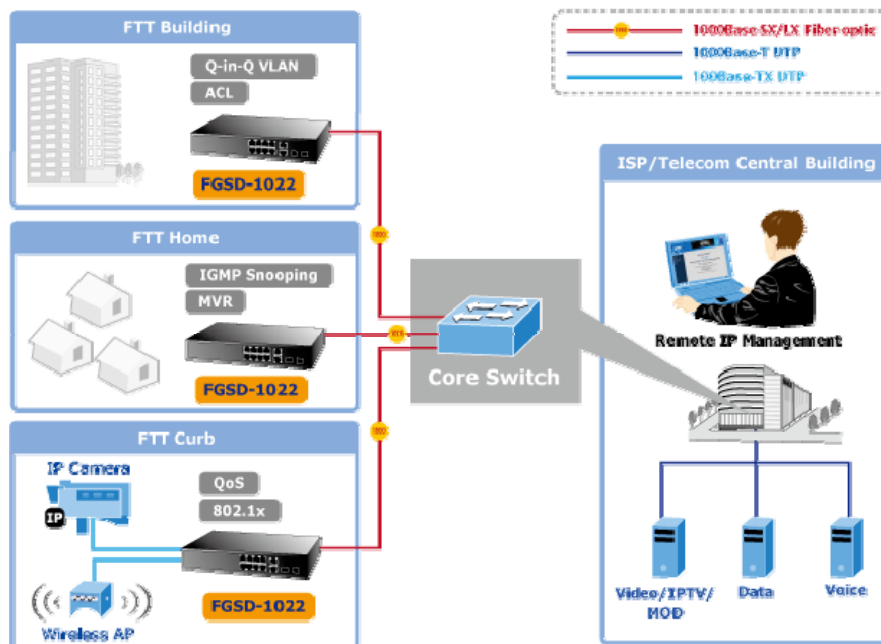 FTT Building
Q-in-Q VLAN
ACL
FGSD-1022
FTT Home
IGMP Snooping
MVR
FGSD-1022
FTT Curb
IP Camera
IP
QoS
802.1x
FGSD-1022
Wireless AP
Core Switch
1000Base-SX/LX Fiber-optic
1000Base-T UTP
100Base-TX UTP
ISP/Telecom Central Building
Remote IP Management
Video/IPTV/
MOD
Data
Voice